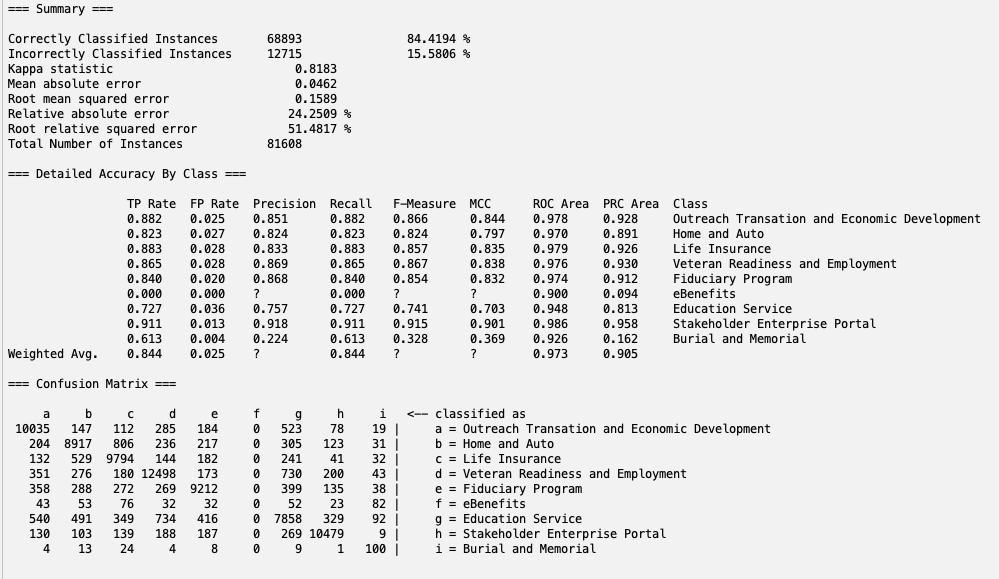 === Summary ===
Correctly Classified Instances 68893 84.4194 %
Incorrectly Classified Instances 12715 15.5806 %
Kappa statistic 0.8183
Mean absolute error 0.0462
Root mean squared error 0.1589
Relative absolute error 24.2509 %
Root relative squared error 51.4817 %
Total Number of Instances 81608
=== Detailed Accuracy By Class ===
TP Rate FP Rate Precision Recall F-Measure MCC ROC Area PRC Area Class
0.882 0.025 0.851 0.882 0.866 0.844 0.978 0.928 Outreach Transation and Economic Development
0.823 0.027 0.824 0.823 0.824 0.797 0.970 0.891 Home and Auto
0.883 0.028 0.833 0.883 0.857 0.835 0.979 0.926 Life Insurance
0.865 0.028 0.869 0.865 0.867 0.838 0.976 0.930 Veteran Readiness and Employment
0.840 0.020 0.868 0.840 0.854 0.832 0.974 0.912 Fiduciary Program
0.000 0.000 ? 0.000 ? ? 0.900 0.094 eBenefits
0.727 0.036 0.757 0.727 0.741 0.703 0.948 0.813 Education Service
0.911 0.013 0.918 0.911 0.915 0.901 0.986 0.958 Stakeholder Enterprise Portal
0.613 0.004 0.224 0.613 0.328 0.369 0.926 0.162 Burial and Memorial
Weighted Avg. 0.844 0.025 ? 0.844 ? ? 0.973 0.905
=== Confusion Matrix ===
a b c d e f g h i <-- classified as
10035 147 112 285 184 0 523 78 19 | a = Outreach Transation and Economic Development
204 8917 806 236 217 0 305 123 31 | b = Home and Auto
132 529 9794 144 182 0 241 41 32 | c = Life Insurance
351 276 180 12498 173 0 730 200 43 | d = Veteran Readiness and Employment
358 288 272 269 9212 0 399 135 38 | e = Fiduciary Program
43 53 76 32 32 0 52 23 82 | f = eBenefits
540 491 349 734 416 0 7858 329 92 | g = Education Service
130 103 139 188 187 0 269 10479 9 | h = Stakeholder Enterprise Portal
4 13 24 4 8 0 9 1 100 | i = Burial and Memorial